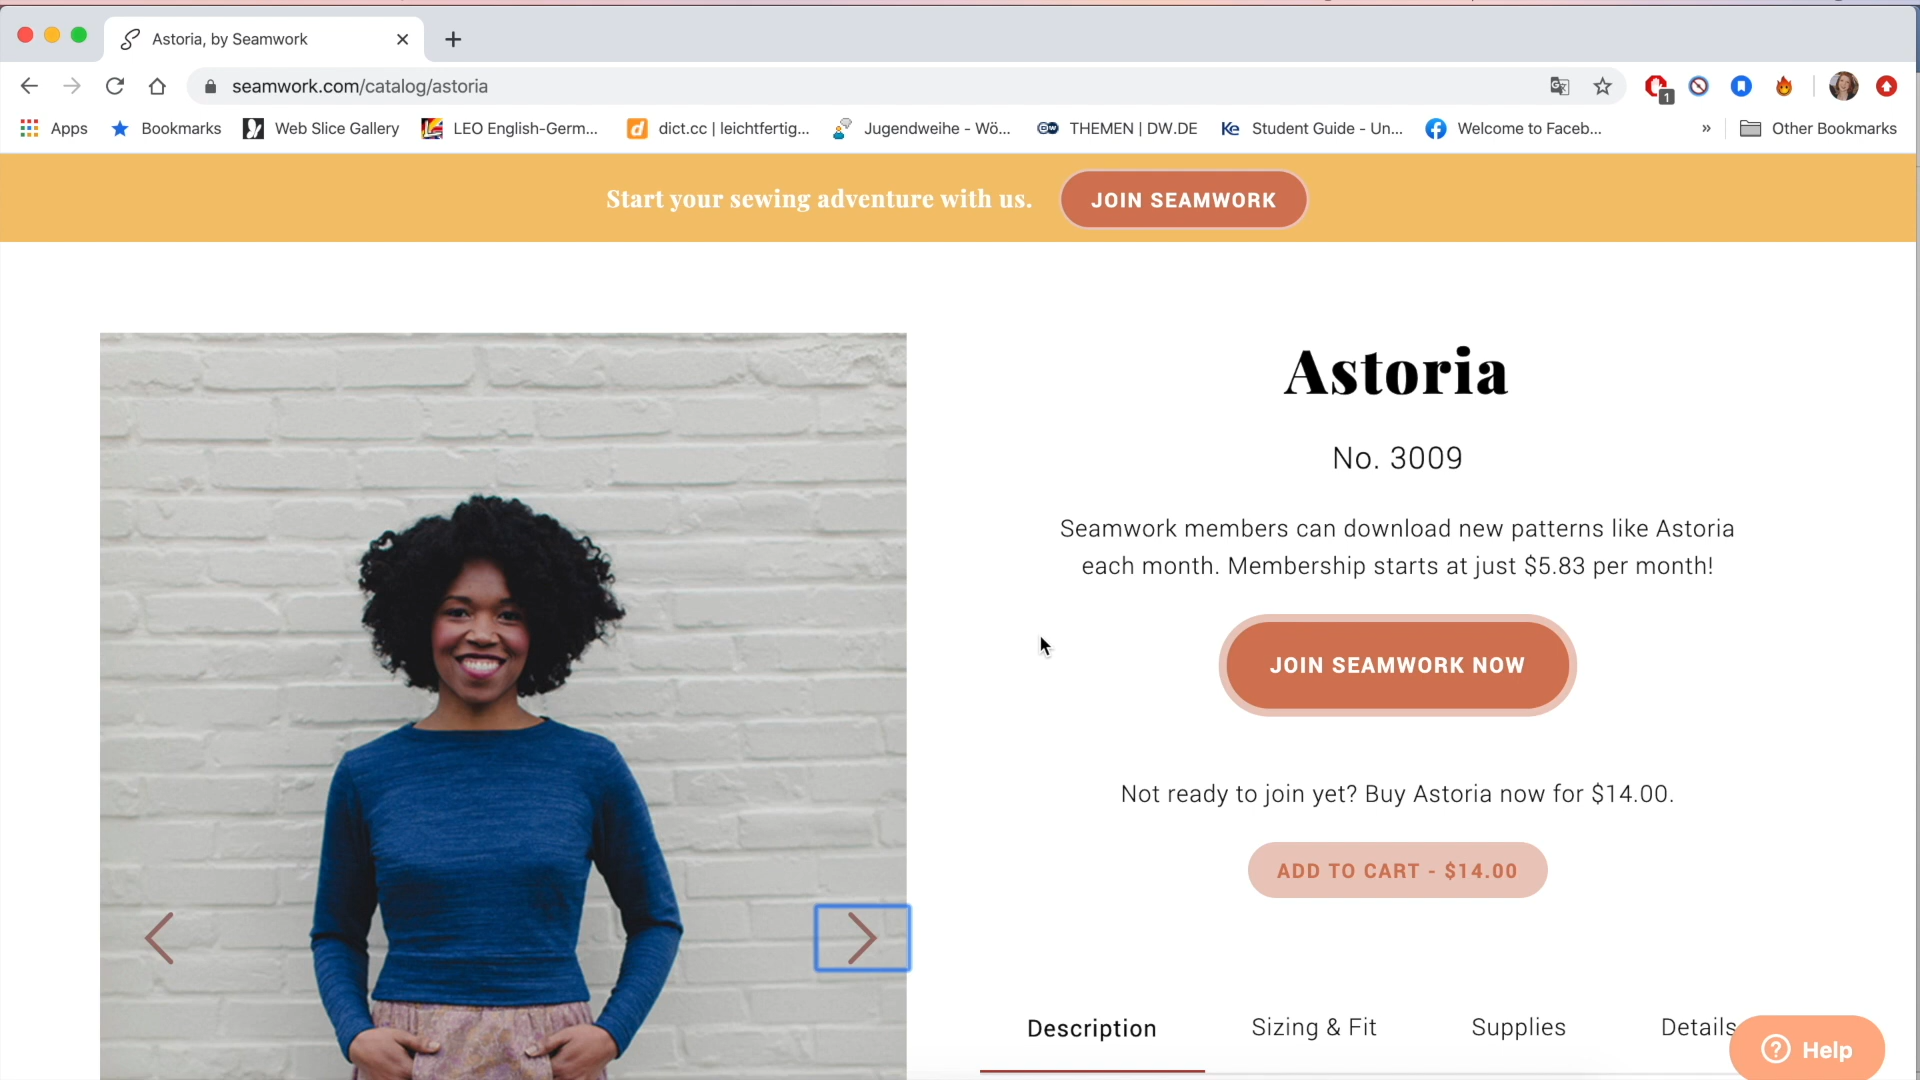 Astoria, by Seamwork
seamwork.com/catalog/astoria
1
Apps
Bookmarks
Web Slice Gallery
LEO English-Germ...
dict.cc | leichtfertig...
Jugendweihe - Wö...
THEMEN | DW.DE
Student Guide - Un...
Welcome to Faceb...
»
Other Bookmarks
Start your sewing adventure with us.
JOIN SEAMWORK
Astoria
No. 3009
Seamwork members can download new patterns like Astoria
each month. Membership starts at just $5.83 per month!
JOIN SEAMWORK NOW
Not ready to join yet? Buy Astoria now for $14.00.
ADD TO CART - $14.00
Description
Sizing & Fit
Supplies
Details
Help